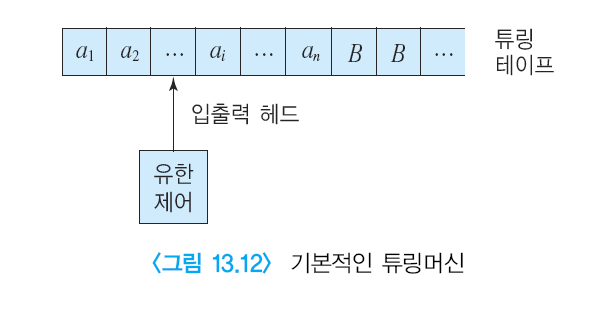 a₁ a₂ ... aᵢ ... aₙ B B ...
튜링
테이프
입출력 헤드
유한
제어
<그림 13.12> 기본적인 튜링머신